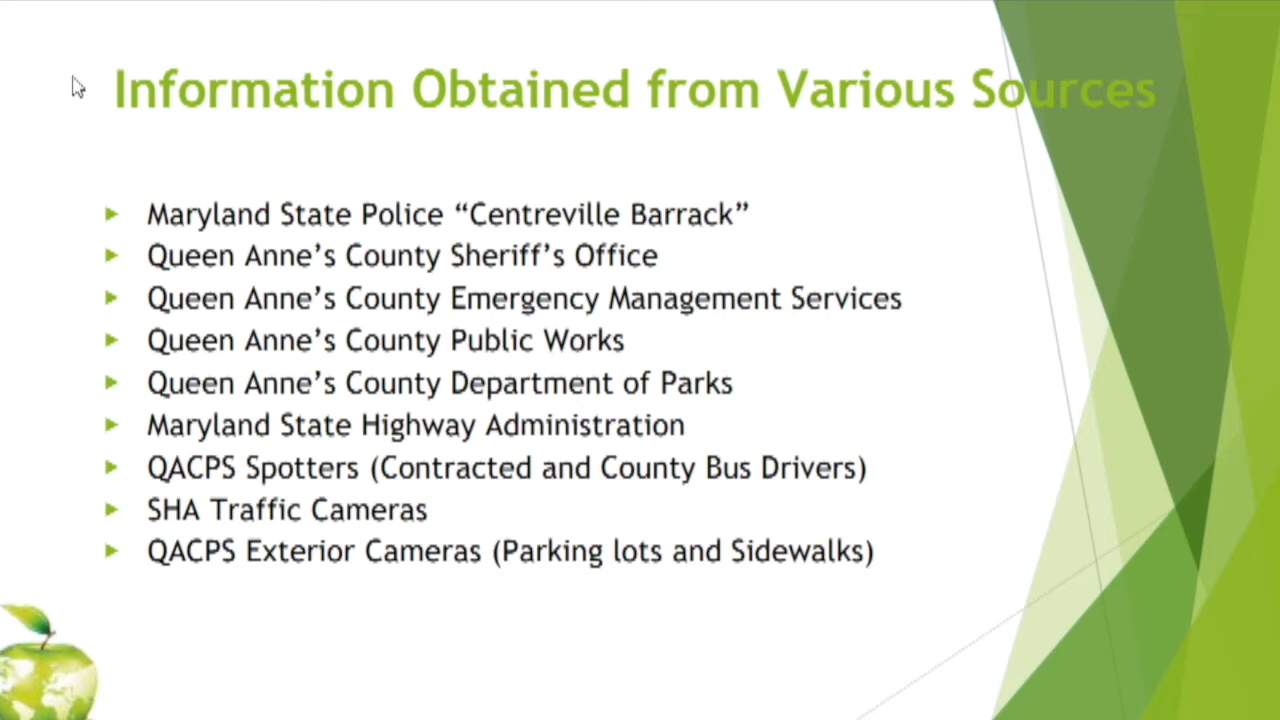 Information Obtained from Various Sources
Maryland State Police “Centreville Barrack”
Queen Anne’s County Sheriff’s Office
Queen Anne’s County Emergency Management Services
Queen Anne’s County Public Works
Queen Anne’s County Department of Parks
Maryland State Highway Administration
QACPS Spotters (Contracted and County Bus Drivers)
SHA Traffic Cameras
QACPS Exterior Cameras (Parking lots and Sidewalks)